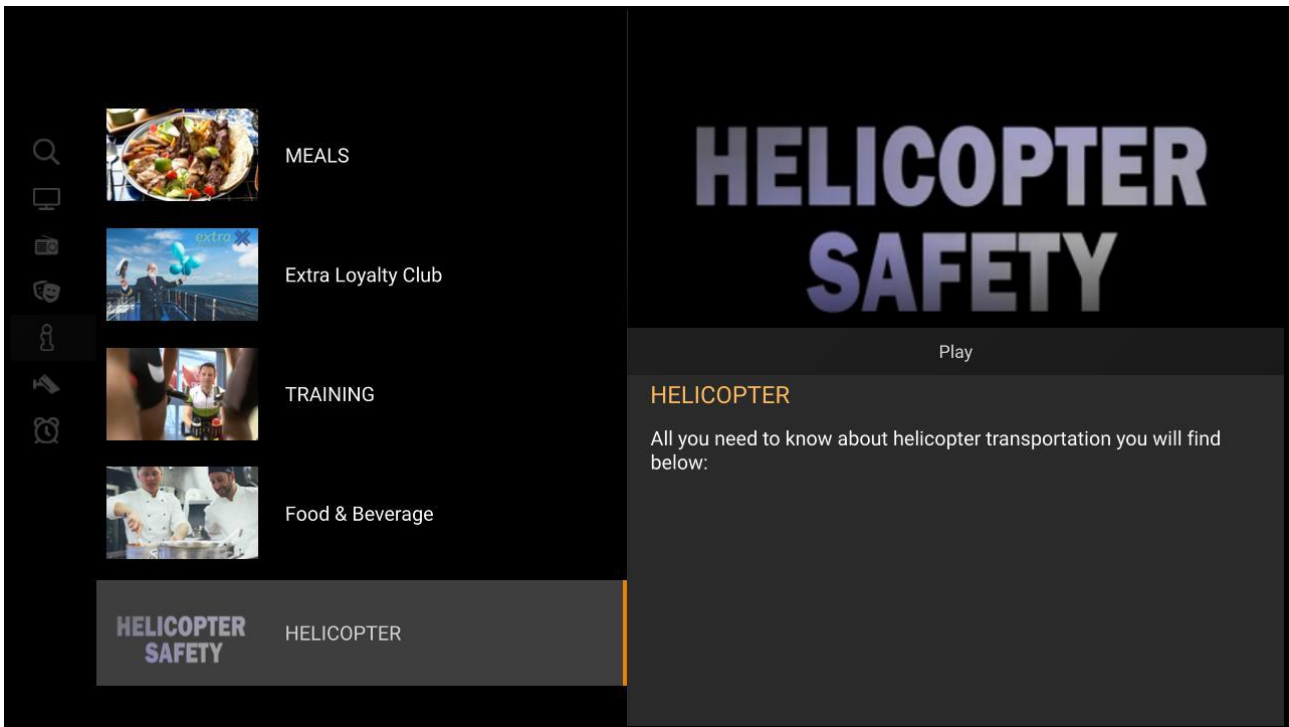 MEALS
extra
Extra Loyalty Club
TRAINING
Food & Beverage
HELICOPTER
SAFETY
HELICOPTER
HELICOPTER
SAFETY
Play
HELICOPTER
All you need to know about helicopter transportation you will find
below: